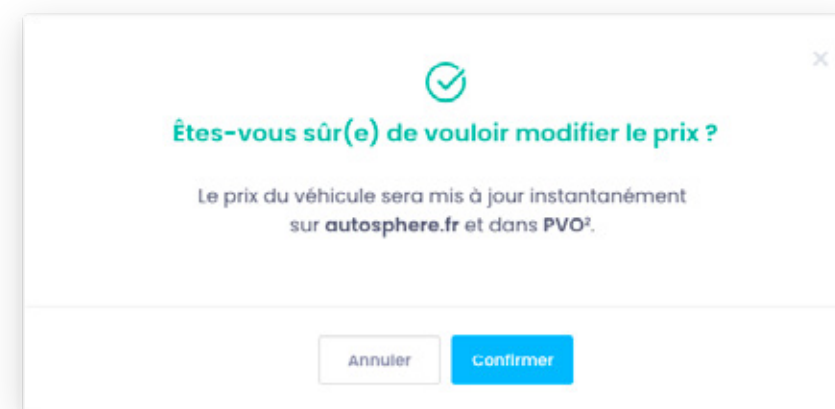 Êtes-vous sûr(e) de vouloir modifier le prix ?
Le prix du véhicule sera mis à jour instantanément
sur autosphere.fr et dans PVO².
Annuler
Confirmer